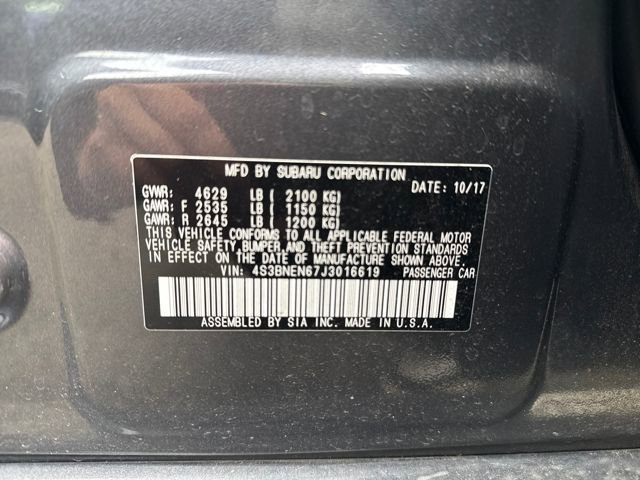 MFD BY SUBARU CORPORATION
DATE: 10/17
GVWR: 4629 LB ( 2100 KG)
GAWR: F 2535 LB ( 1150 KG)
GAWR: R 2645 LB ( 1200 KG)
THIS VEHICLE CONFORMS TO ALL APPLICABLE FEDERAL MOTOR
VEHICLE SAFETY, BUMPER, AND THEFT PREVENTION STANDARDS
IN EFFECT ON THE DATE OF MANUFACTURE SHOWN ABOVE.
VIN: 4S3BNEN67J3016619 PASSENGER CAR
ASSEMBLED BY SIA INC. MADE IN U.S.A.